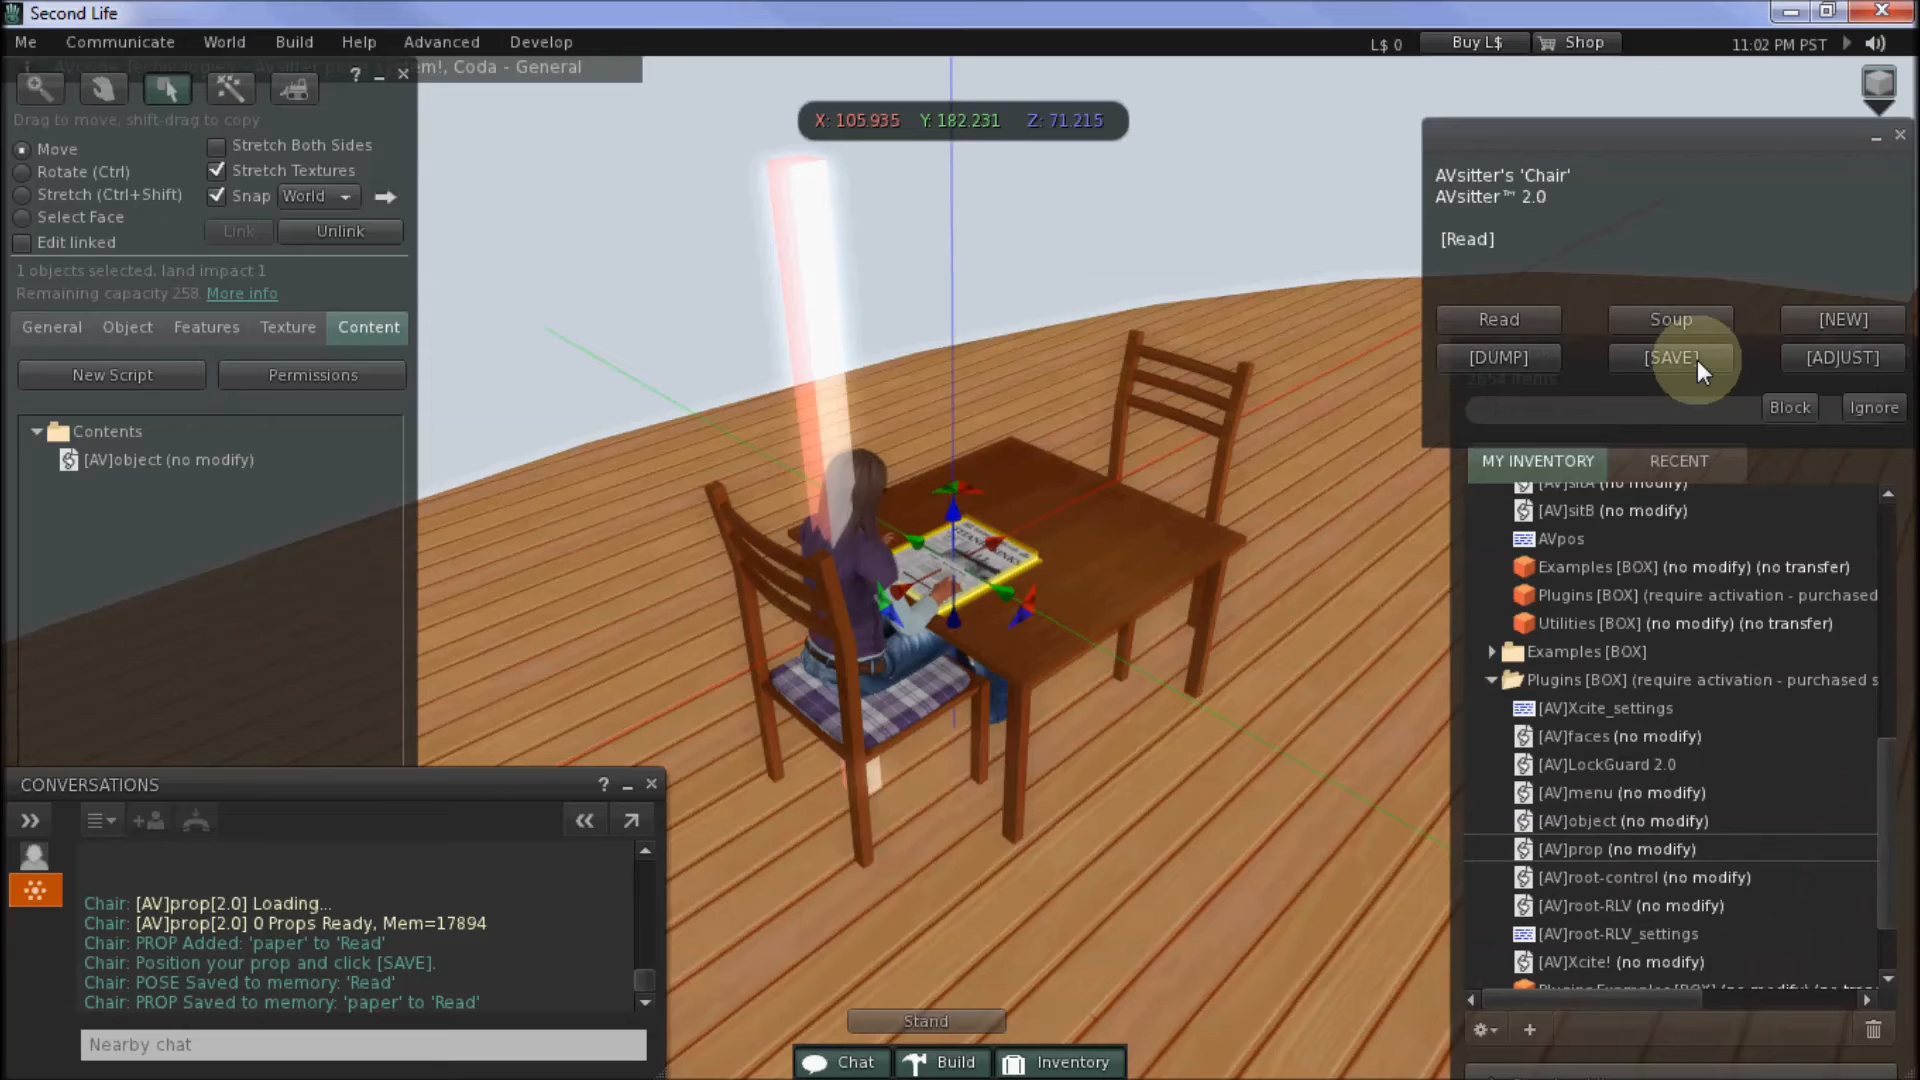 Second Life
Me Communicate World Build Help Advanced Develop
L$ 0 Buy L$ Shop 11:02 PM PST
m!, Coda - General
?
Drag to move, shift-drag to copy
Move
Rotate (Ctrl)
Stretch (Ctrl+Shift)
Select Face
Edit linked
Stretch Both Sides
Stretch Textures
Snap World
Link Unlink
1 objects selected, land impact 1
Remaining capacity 258. More info
General Object Features Texture Content
New Script Permissions
Contents
[AV]object (no modify)
X: 105.935 Y: 182.231 Z: 71.215
AVsitter's 'Chair'
AVsitter™ 2.0
[Read]
Read Soup [NEW]
[DUMP] [SAVE] [ADJUST]
2654 items
Block Ignore
MY INVENTORY RECENT
[AV]sitA (no modify)
[AV]sitB (no modify)
AVpos
Examples [BOX] (no modify) (no transfer)
Plugins [BOX] (require activation - purchased
Utilities [BOX] (no modify) (no transfer)
Examples [BOX]
Plugins [BOX] (require activation - purchased s
[AV]Xcite_settings
[AV]faces (no modify)
[AV]LockGuard 2.0
[AV]menu (no modify)
[AV]object (no modify)
[AV]prop (no modify)
[AV]root-control (no modify)
[AV]root-RLV (no modify)
[AV]root-RLV_settings
[AV]Xcite! (no modify)
CONVERSATIONS ?
Chair: [AV]prop[2.0] Loading...
Chair: [AV]prop[2.0] 0 Props Ready, Mem=17894
Chair: PROP Added: 'paper' to 'Read'
Chair: Position your prop and click [SAVE].
Chair: POSE Saved to memory: 'Read'
Chair: PROP Saved to memory: 'paper' to 'Read'
Nearby chat
Stand
Chat Build Inventory